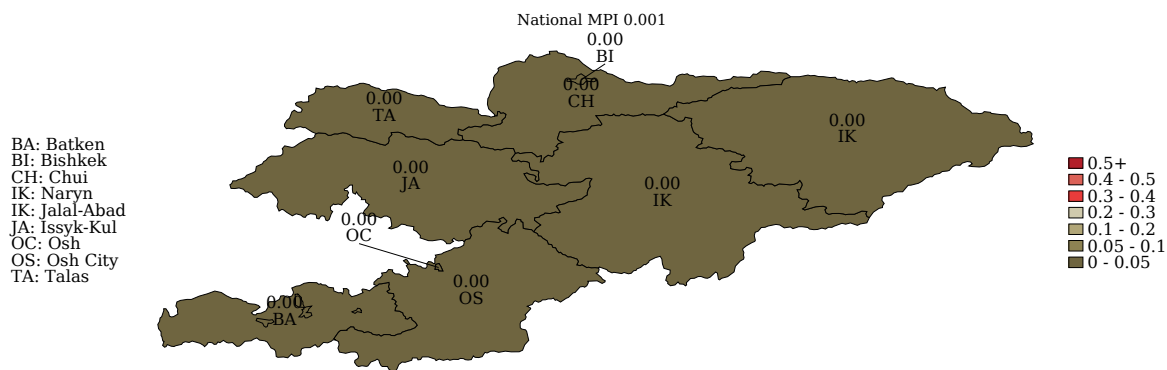 National MPI 0.001
0.00
BI
0.00
CH
0.00
TA
0.00
IK
0.00
JA
0.00
IK
0.00
OC
0.00
OS
0.00
BA
BA: Batken
BI: Bishkek
CH: Chui
IK: Naryn
IK: Jalal-Abad
JA: Issyk-Kul
OC: Osh
OS: Osh City
TA: Talas
0.5+
0.4 - 0.5
0.3 - 0.4
0.2 - 0.3
0.1 - 0.2
0.05 - 0.1
0 - 0.05